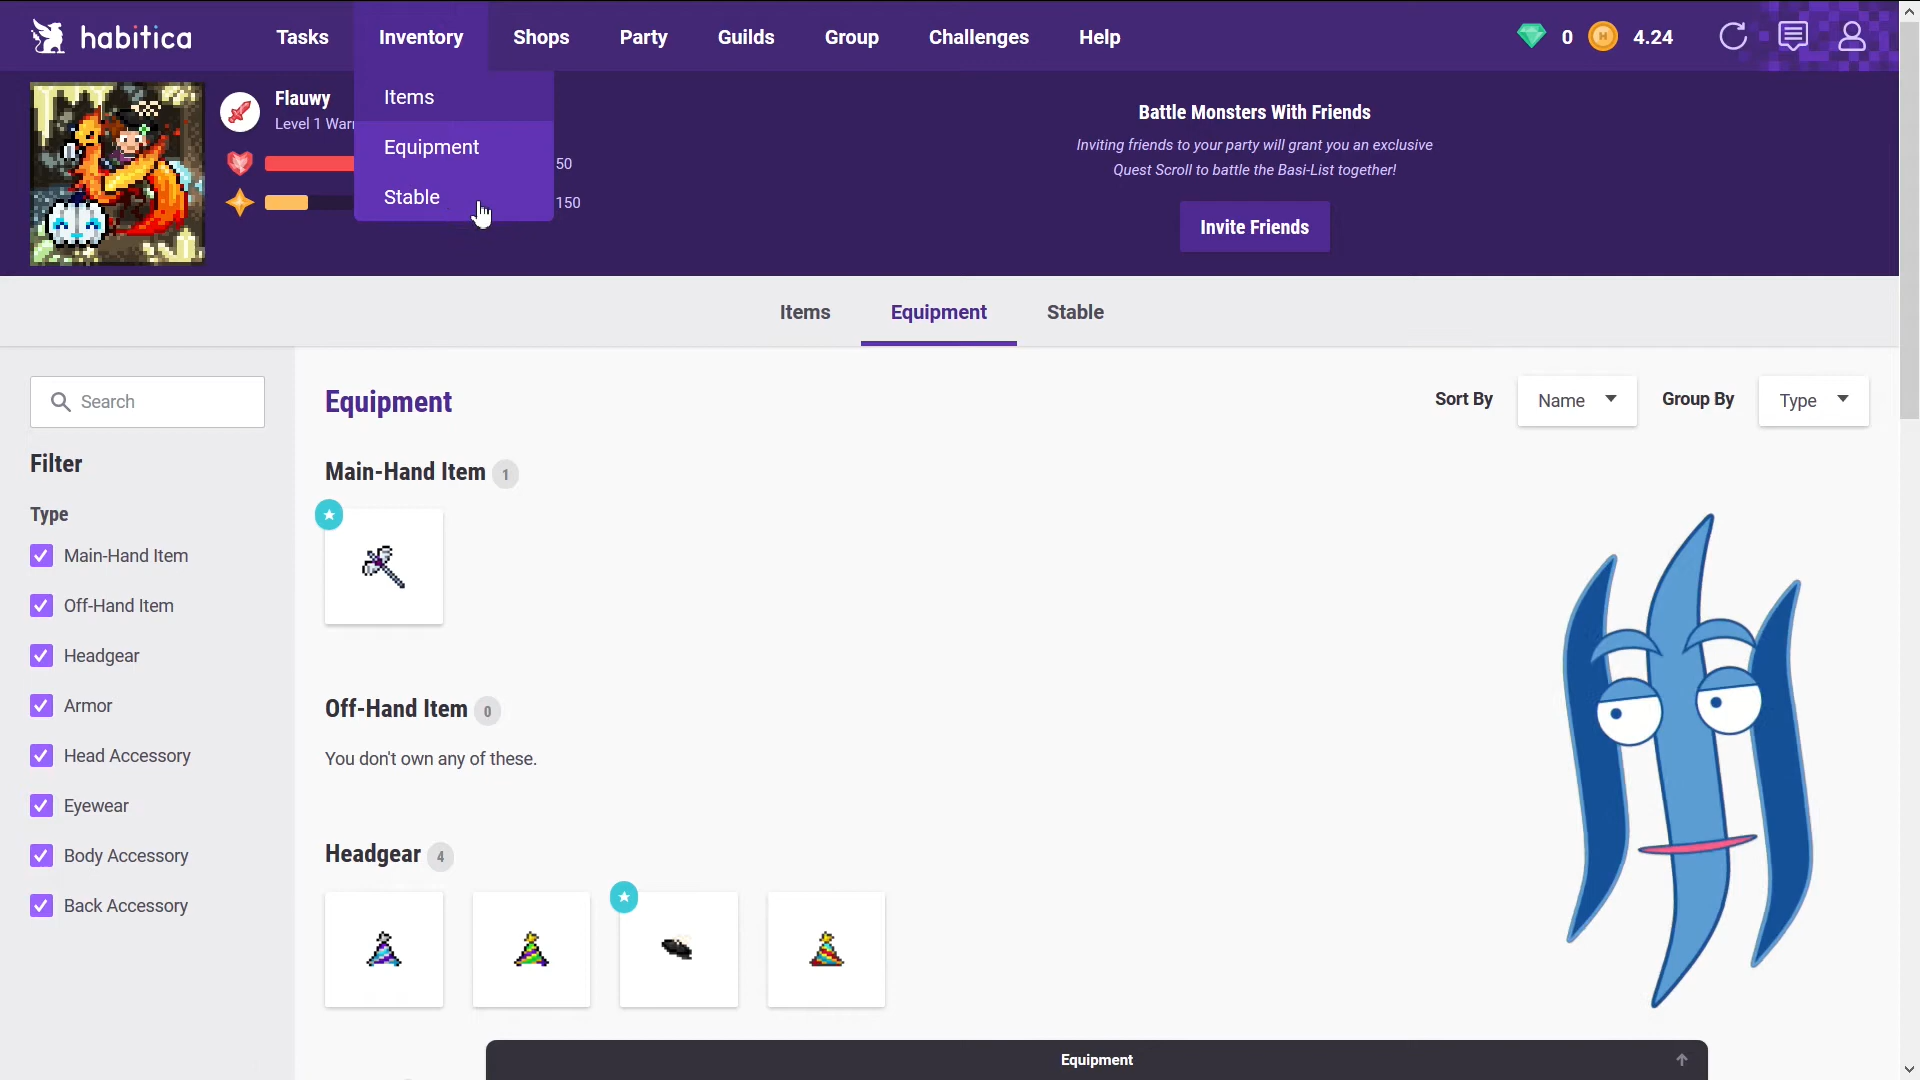 habitica
Tasks
Inventory
Shops
Party
Guilds
Group
Challenges
Help
0
4.24
Items
Equipment
Stable
Flauwy
Level 1
50
150
Battle Monsters With Friends
Inviting friends to your party will grant you an exclusive
Quest Scroll to battle the Basi-List together!
Invite Friends
Items
Equipment
Stable
Search
Filter
Type
Main-Hand Item
Off-Hand Item
Headgear
Armor
Head Accessory
Eyewear
Body Accessory
Back Accessory
Equipment
Sort By
Name
Group By
Type
Main-Hand Item 1
Off-Hand Item 0
You don't own any of these.
Headgear 4
Equipment